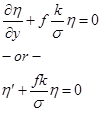 ∂η/∂y + f k/σ η = 0
– or –
η′ + fk/σ η = 0